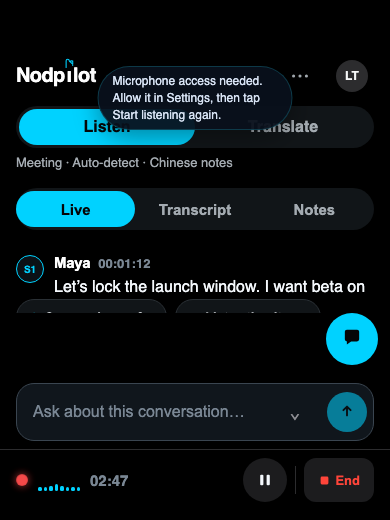 Nodpilot
Microphone access needed.
Allow it in Settings, then tap
Start listening again.
LT
Listen
Translate
Meeting · Auto-detect · Chinese notes
Live
Transcript
Notes
S1
Maya 00:01:12
Let's lock the launch window. I want beta on
Ask about this conversation…
02:47
End